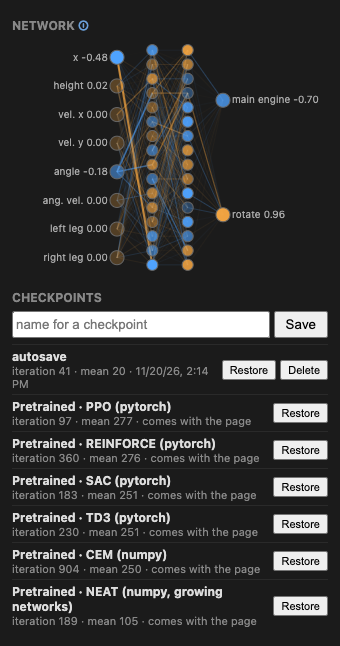 NETWORK
x -0.48
height 0.02
vel. x 0.00
vel. y 0.00
angle -0.18
ang. vel. 0.00
left leg 0.00
right leg 0.00
main engine -0.70
rotate 0.96
CHECKPOINTS
name for a checkpoint
Save
autosave
iteration 41 · mean 20 · 11/20/26, 2:14
PM
Restore
Delete
Pretrained · PPO (pytorch)
iteration 97 · mean 277 · comes with the page
Restore
Pretrained · REINFORCE (pytorch)
iteration 360 · mean 276 · comes with the page
Restore
Pretrained · SAC (pytorch)
iteration 183 · mean 251 · comes with the page
Restore
Pretrained · TD3 (pytorch)
iteration 230 · mean 251 · comes with the page
Restore
Pretrained · CEM (numpy)
iteration 904 · mean 250 · comes with the page
Restore
Pretrained · NEAT (numpy, growing
networks)
iteration 189 · mean 105 · comes with the page
Restore